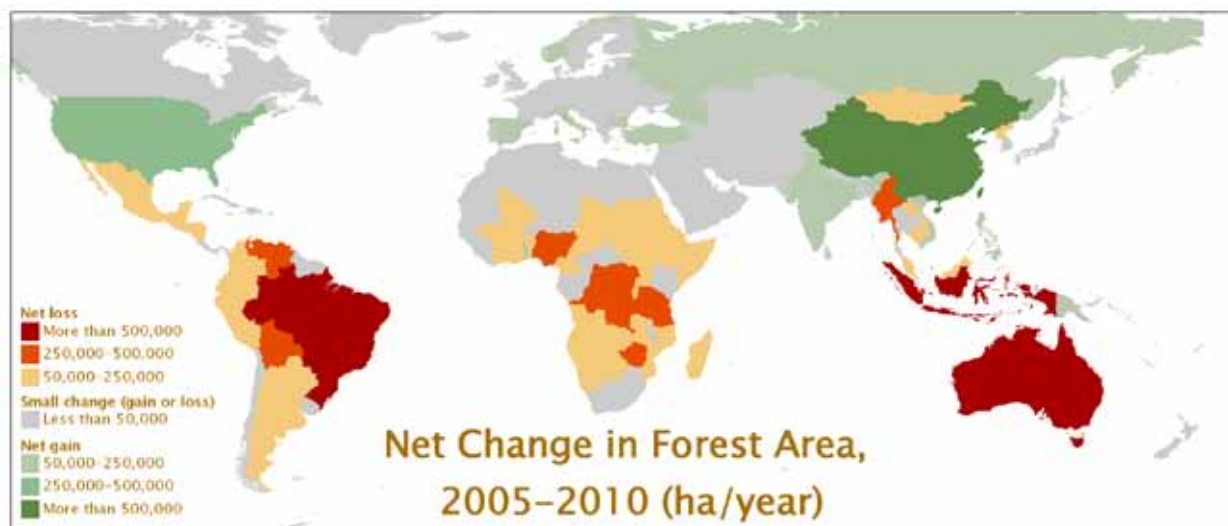 Net loss
More than 500,000
250,000–500,000
50,000–250,000
Small change (gain or loss)
Less than 50,000
Net gain
50,000–250,000
250,000–500,000
More than 500,000
Net Change in Forest Area,
2005–2010 (ha/year)